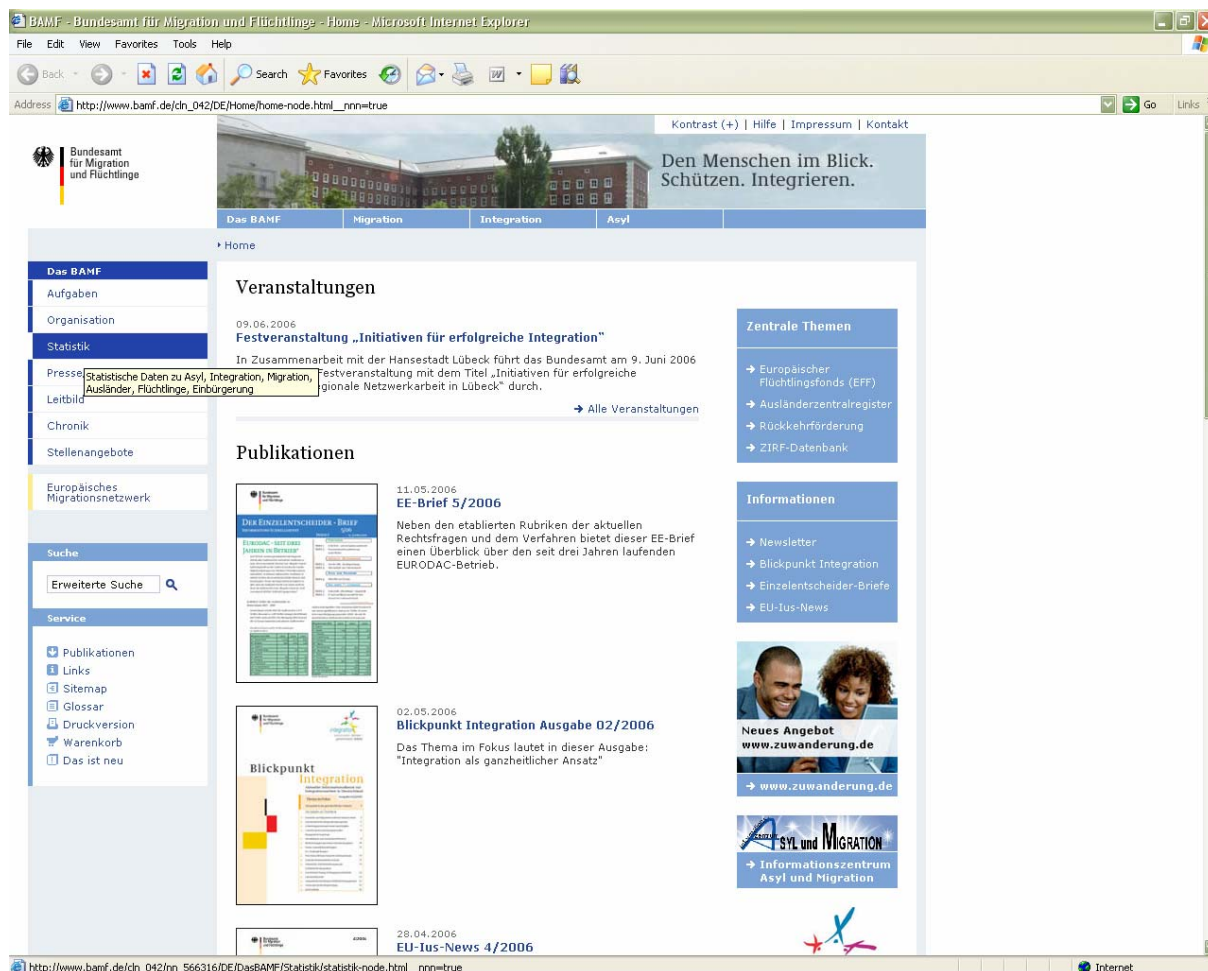 BAMF - Bundesamt für Migration und Flüchtlinge - Home - Microsoft Internet Explorer
File Edit View Favorites Tools Help
Back Search Favorites
Address http://www.bamf.de/cln_042/DE/Home/home-node.html__nnn=true Go Links
Kontrast (+) | Hilfe | Impressum | Kontakt
Bundesamt
für Migration
und Flüchtlinge
Den Menschen im Blick.
Schützen. Integrieren.
Das BAMF Migration Integration Asyl
Home
Das BAMF
Aufgaben
Organisation
Statistik
Presse
Statistische Daten zu Asyl, Integration, Migration,
Ausländer, Flüchtlinge, Einbürgerung
Leitbild
Chronik
Stellenangebote
Europäisches
Migrationsnetzwerk
Suche
Erweiterte Suche
Service
Publikationen
Links
Sitemap
Glossar
Druckversion
Warenkorb
Das ist neu
Veranstaltungen
09.06.2006
Festveranstaltung „Initiativen für erfolgreiche Integration“
In Zusammenarbeit mit der Hansestadt Lübeck führt das Bundesamt am 9. Juni 2006
Festveranstaltung mit dem Titel „Initiativen für erfolgreiche
Netzwerkarbeit in Lübeck“ durch.
Alle Veranstaltungen
Publikationen
DER EINZELENTSCHEIDER - BRIEF
EURODAC - SEIT DREI
JAHREN IN BETRIEB
11.05.2006
EE-Brief 5/2006
Neben den etablierten Rubriken der aktuellen
Rechtsfragen und dem Verfahren bietet dieser EE-Brief
einen Überblick über den seit drei Jahren laufenden
EURODAC-Betrieb.
Blickpunkt
Integration
02.05.2006
Blickpunkt Integration Ausgabe 02/2006
Das Thema im Fokus lautet in dieser Ausgabe:
"Integration als ganzheitlicher Ansatz"
28.04.2006
EU-Ius-News 4/2006
Zentrale Themen
Europäischer
Flüchtlingsfonds (EFF)
Ausländerzentralregister
Rückkehrförderung
ZIRF-Datenbank
Informationen
Newsletter
Blickpunkt Integration
Einzelentscheider-Briefe
EU-Ius-News
Neues Angebot
www.zuwanderung.de
www.zuwanderung.de
ASYL und MIGRATION
Informationszentrum
Asyl und Migration
http://www.bamf.de/cln_042/nn_566316/DE/DasBAMF/Statistik/statistik-node.html__nnn=true Internet